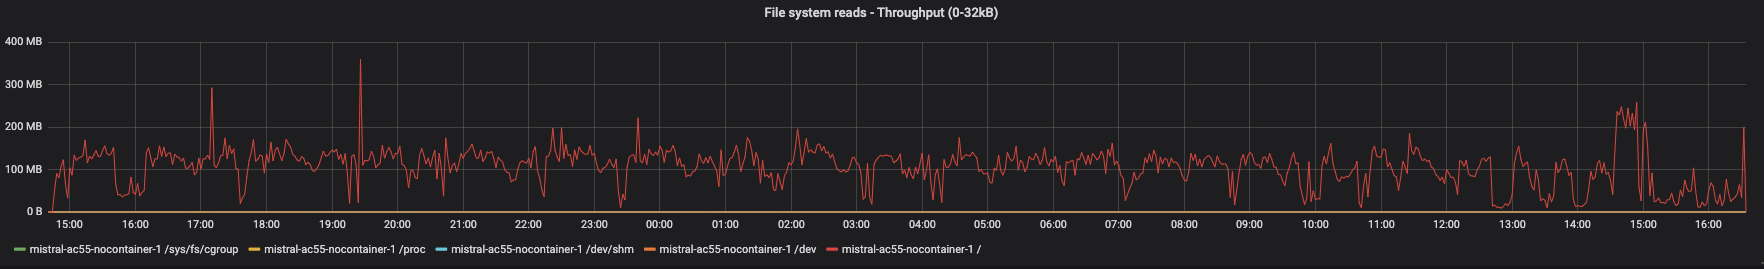 File system reads - Throughput (0-32kB)
400 MB
300 MB
200 MB
100 MB
0 B
15:00 16:00 17:00 18:00 19:00 20:00 21:00 22:00 23:00 00:00 01:00 02:00 03:00 04:00 05:00 06:00 07:00 08:00 09:00 10:00 11:00 12:00 13:00 14:00 15:00 16:00
mistral-ac55-nocontainer-1 /sys/fs/cgroup mistral-ac55-nocontainer-1 /proc mistral-ac55-nocontainer-1 /dev/shm mistral-ac55-nocontainer-1 /dev mistral-ac55-nocontainer-1 /